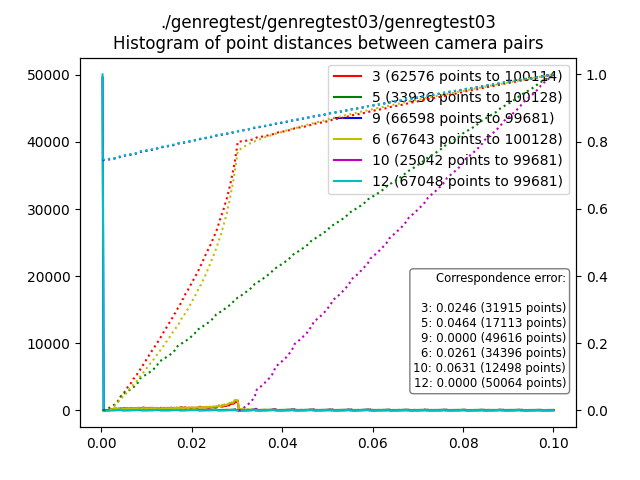 ./genregtest/genregtest03/genregtest03
Histogram of point distances between camera pairs
3 (62576 points to 100114)
5 (33936 points to 100128)
9 (66598 points to 99681)
6 (67643 points to 100128)
10 (25042 points to 99681)
12 (67048 points to 99681)
Correspondence error:
3: 0.0246 (31915 points)
5: 0.0464 (17113 points)
9: 0.0000 (49616 points)
6: 0.0261 (34396 points)
10: 0.0631 (12498 points)
12: 0.0000 (50064 points)
50000
40000
30000
20000
10000
0
1.0
0.8
0.6
0.4
0.2
0.0
0.00 0.02 0.04 0.06 0.08 0.10